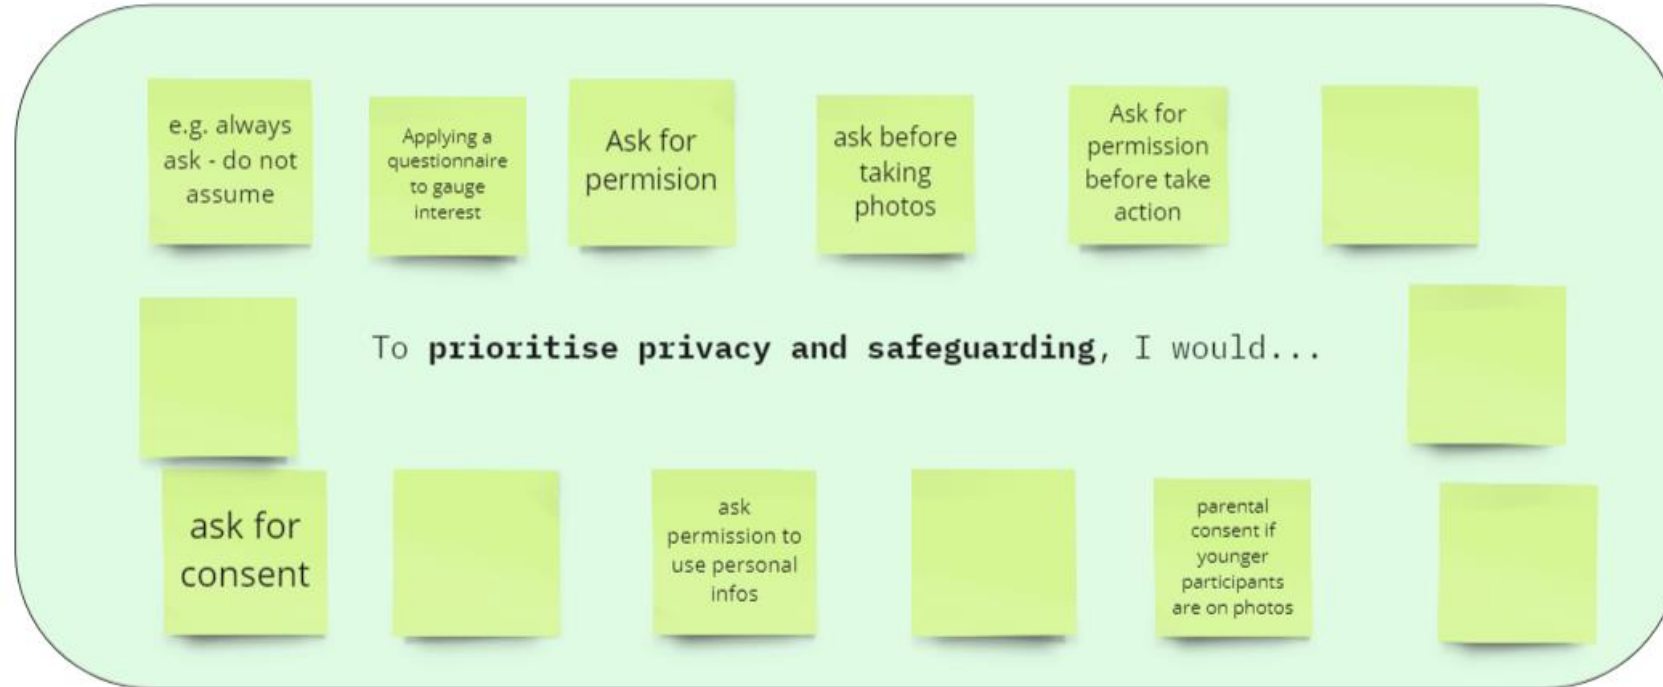 e.g. always
ask - do not
assume
Applying a
questionnaire
to gauge
interest
Ask for
permision
ask before
taking
photos
Ask for
permission
before take
action
To prioritise privacy and safeguarding, I would...
ask for
consent
ask
permission to
use personal
infos
parental
consent if
younger
participants
are on photos